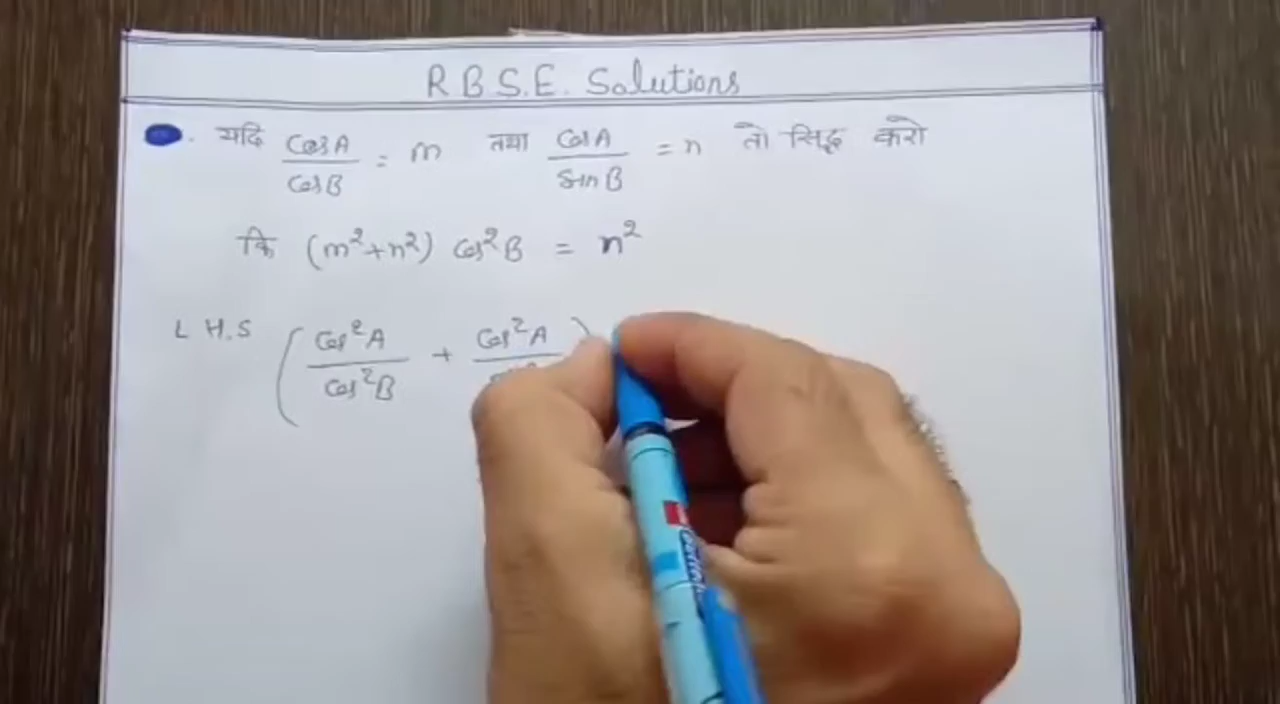 R B S.E. Solutions
. यदि CosA/CosB = m तथा CosA/SinB = n तो सिद्ध करो
कि (m²+n²) Cos²B = n²
L H.S ( Cos²A/Cos²B + Cos²A/ )